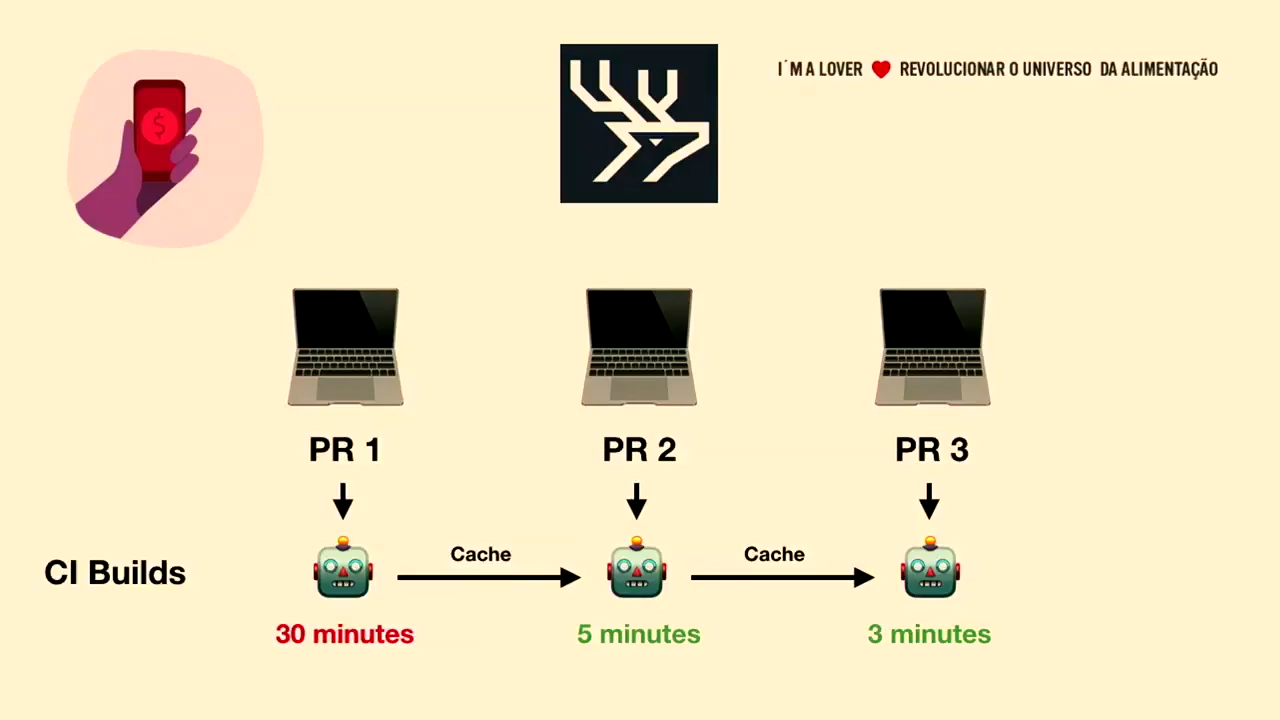 I´M A LOVER ❤ REVOLUCIONAR O UNIVERSO DA ALIMENTAÇÃO
$
PR 1 PR 2 PR 3
Cache Cache
CI Builds
30 minutes 5 minutes 3 minutes